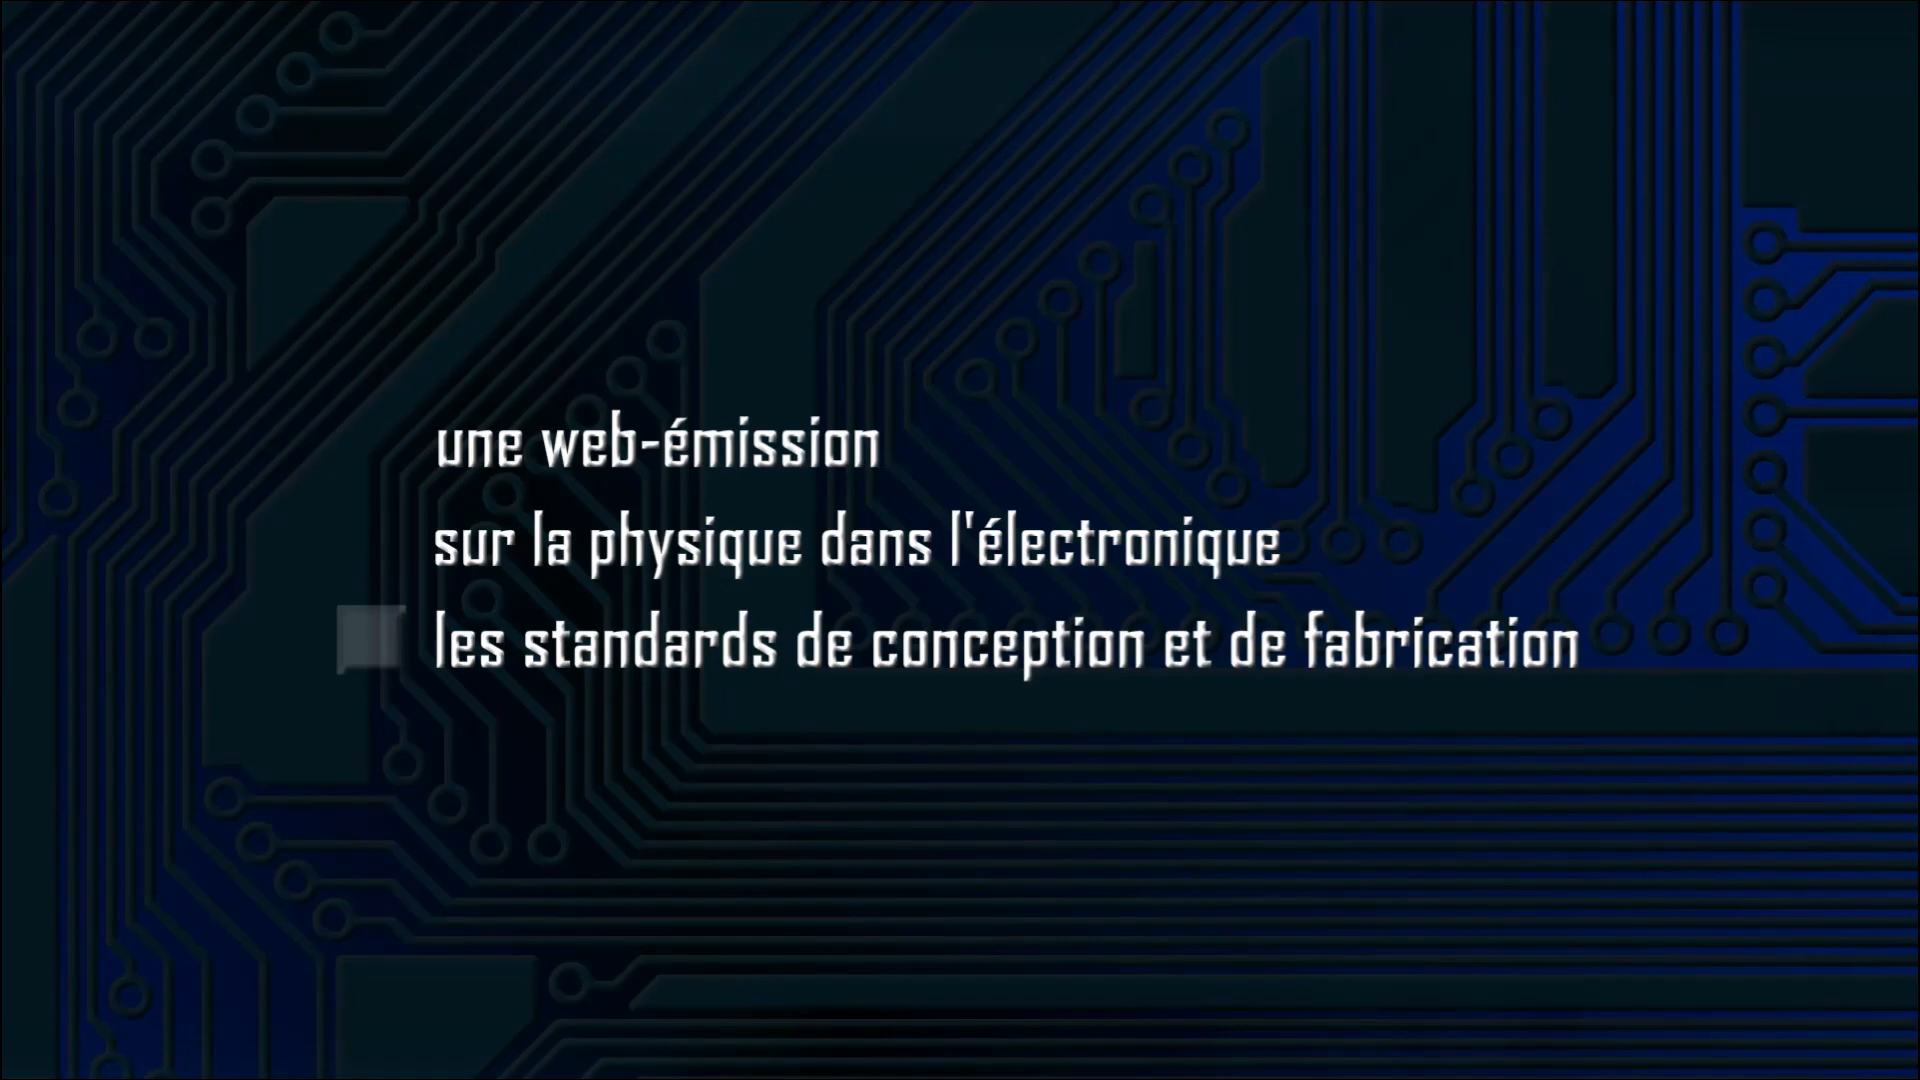 une web-émission
sur la physique dans l'électronique
les standards de conception et de fabrication